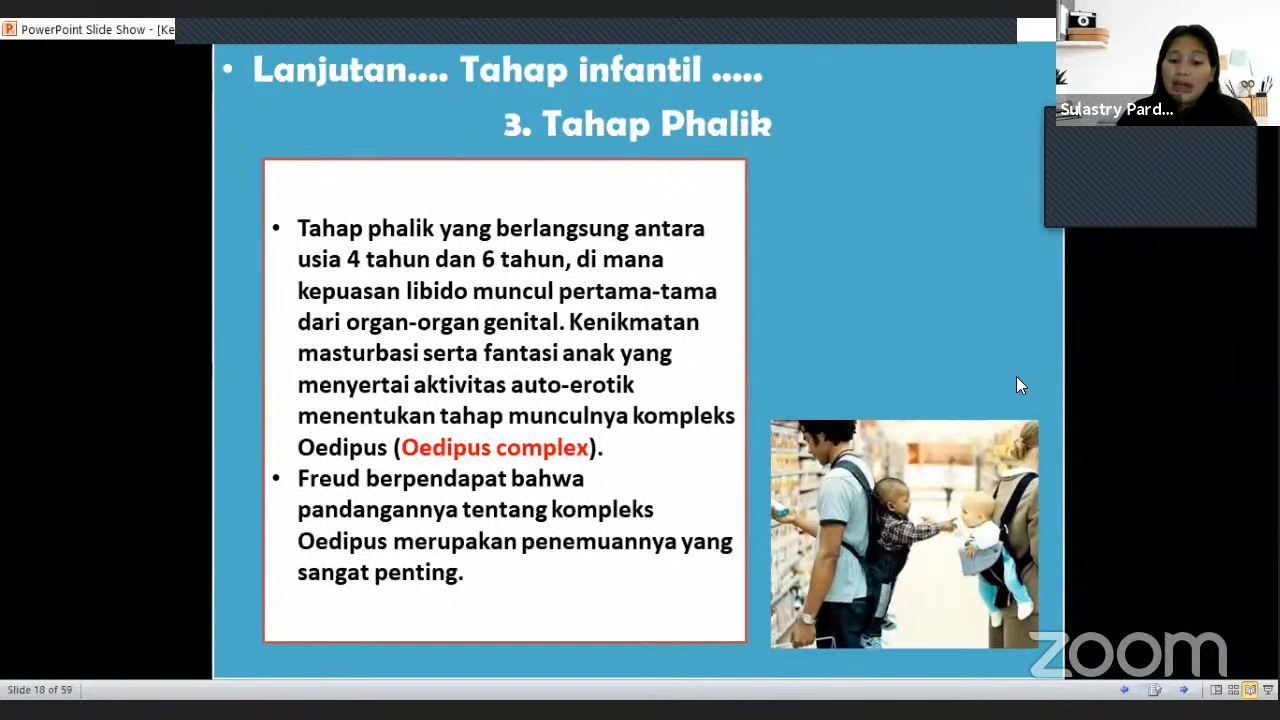 PowerPoint Slide Show - [Ke
• Lanjutan.... Tahap infantil .....
3. Tahap Phalik
• Tahap phalik yang berlangsung antara
usia 4 tahun dan 6 tahun, di mana
kepuasan libido muncul pertama-tama
dari organ-organ genital. Kenikmatan
masturbasi serta fantasi anak yang
menyertai aktivitas auto-erotik
menentukan tahap munculnya kompleks
Oedipus (Oedipus complex).
• Freud berpendapat bahwa
pandangannya tentang kompleks
Oedipus merupakan penemuannya yang
sangat penting.
Sulastry Pard...
zoom
Slide 18 of 59